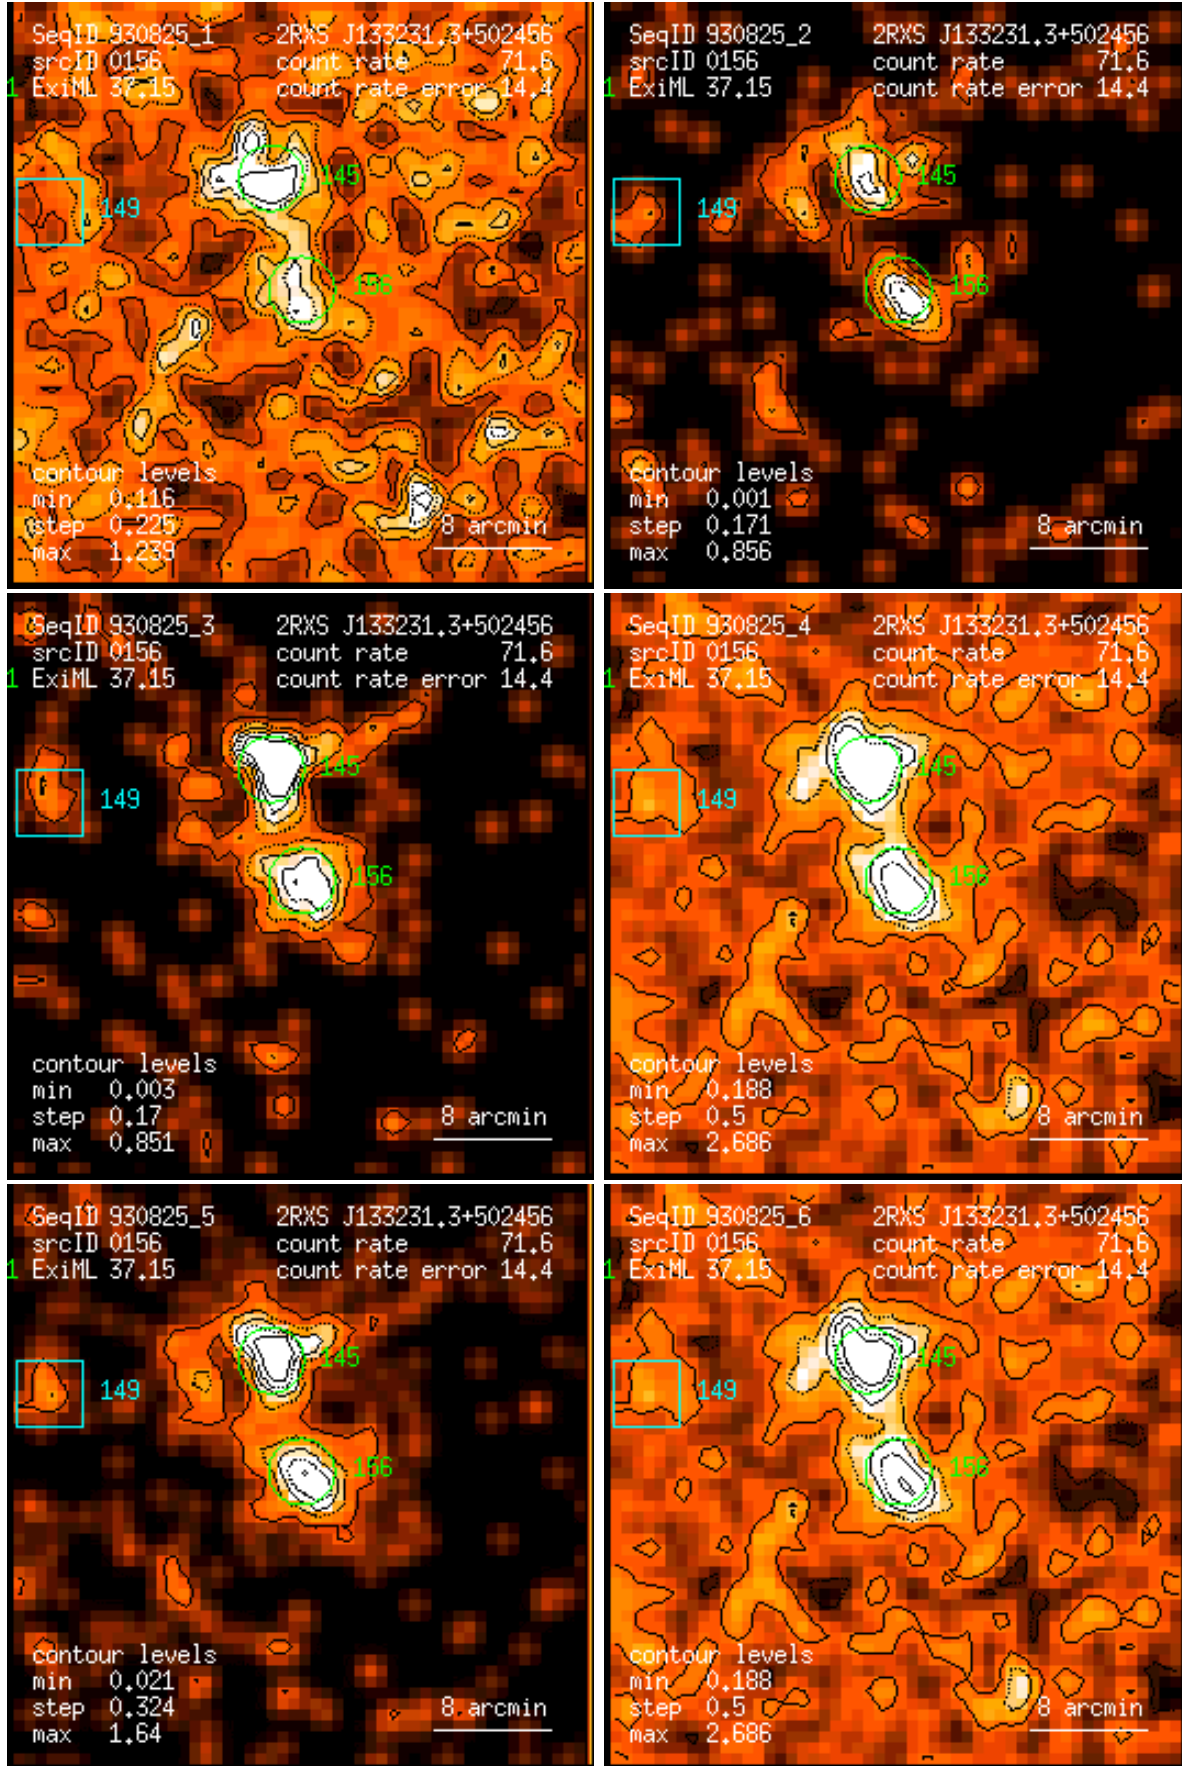 SeqID 930825_1 2RXS J133231.3+502456
srcID 0156 count rate 71.6
1 ExiML 37.15 count rate error 14.4
145
149
156
contour levels
min 0.116
step 0.225 8 arcmin
max 1.239
SeqID 930825_2 2RXS J133231.3+502456
srcID 0156 count rate 71.6
1 ExiML 37.15 count rate error 14.4
145
149
156
contour levels
min 0.001
step 0.171 8 arcmin
max 0.856
SeqID 930825_3 2RXS J133231.3+502456
srcID 0156 count rate 71.6
1 ExiML 37.15 count rate error 14.4
145
149
156
contour levels
min 0.003
step 0.17 8 arcmin
max 0.851
SeqID 930825_4 2RXS J133231.3+502456
srcID 0156 count rate 71.6
1 ExiML 37.15 count rate error 14.4
145
149
156
contour levels
min 0.188
step 0.5 8 arcmin
max 2.686
SeqID 930825_5 2RXS J133231.3+502456
srcID 0156 count rate 71.6
1 ExiML 37.15 count rate error 14.4
145
149
156
contour levels
min 0.021
step 0.324 8 arcmin
max 1.64
SeqID 930825_6 2RXS J133231.3+502456
srcID 0156 count rate 71.6
1 ExiML 37.15 count rate error 14.4
145
149
156
contour levels
min 0.188
step 0.5 8 arcmin
max 2.686